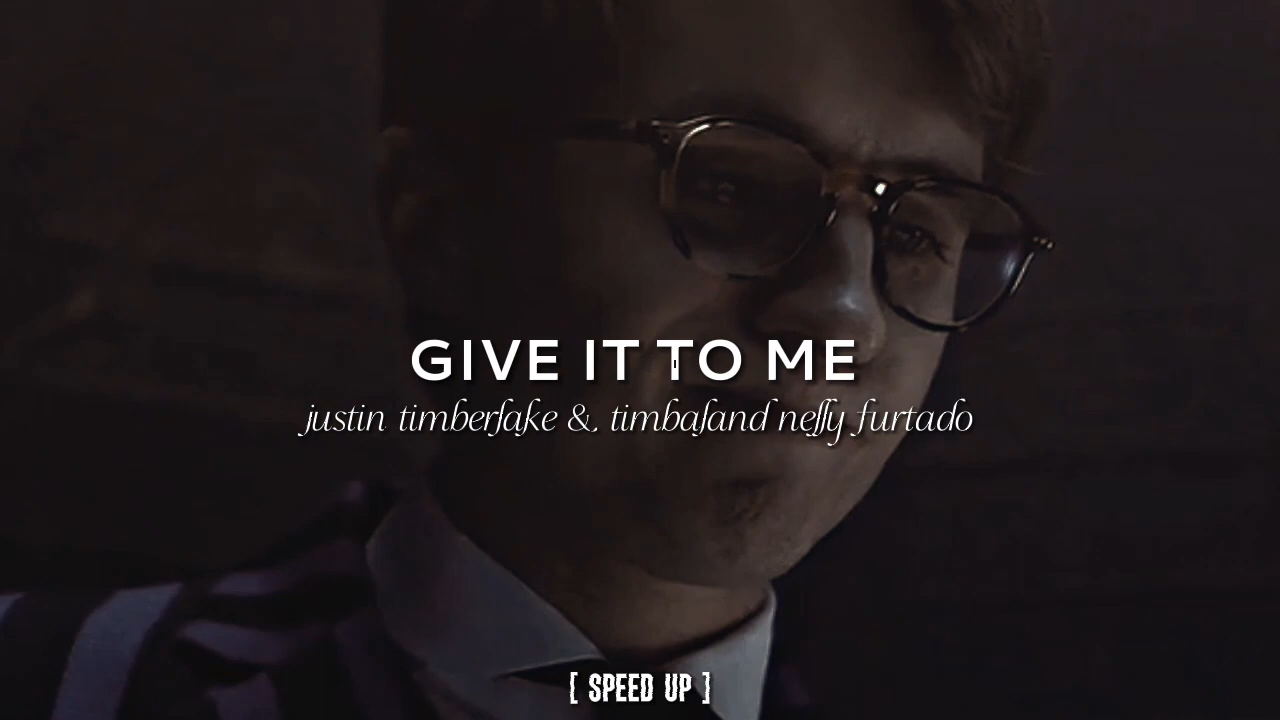 GIVE IT TO ME
justin timberlake & timbaland nelly furtado
[ SPEED UP ]